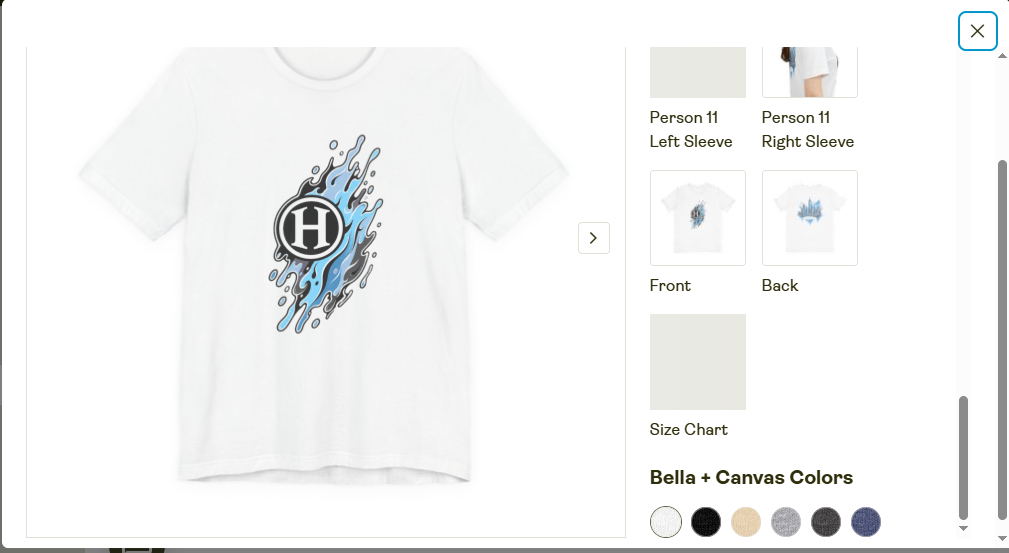 H
Person 11
Left Sleeve
Person 11
Right Sleeve
Front
Back
Size Chart
Bella + Canvas Colors